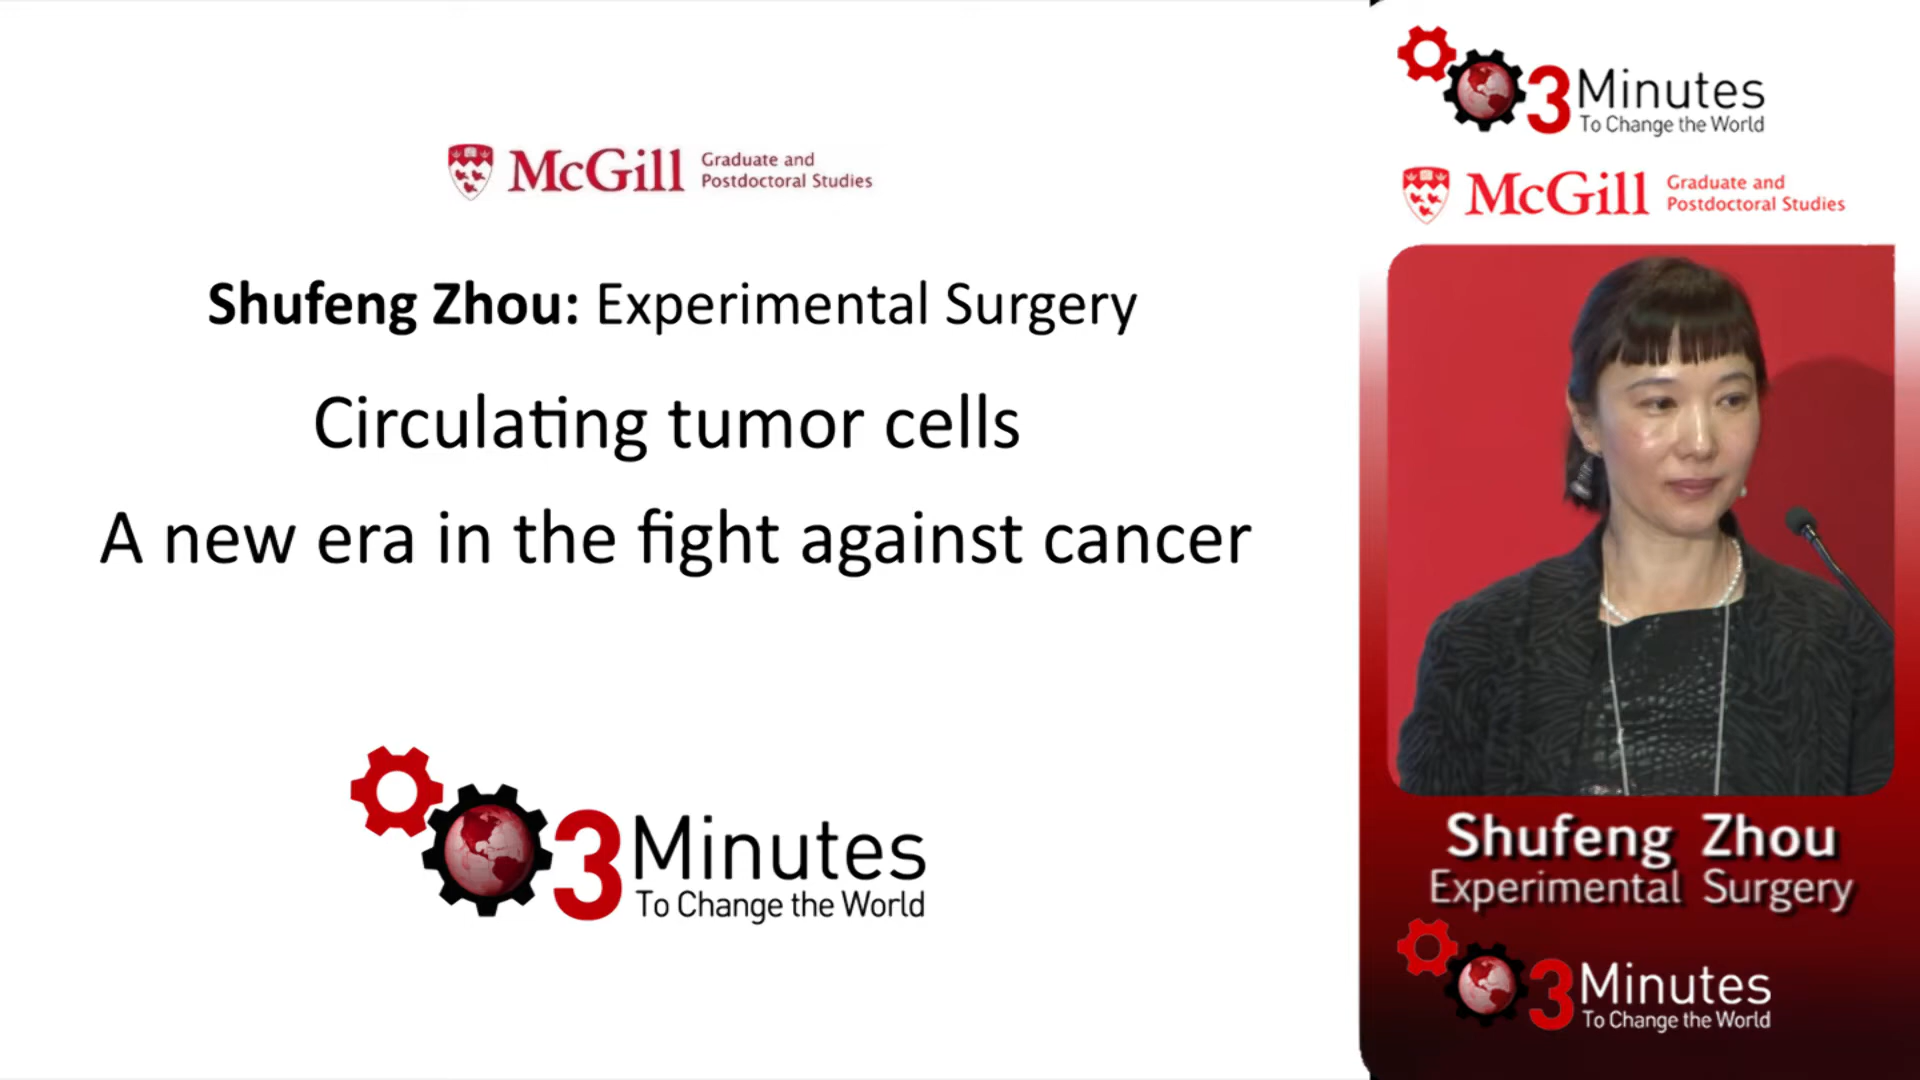 McGill Graduate and
Postdoctoral Studies
Shufeng Zhou: Experimental Surgery
Circulating tumor cells
A new era in the fight against cancer
3 Minutes
To Change the World
3 Minutes
To Change the World
McGill Graduate and
Postdoctoral Studies
Shufeng Zhou
Experimental Surgery
3 Minutes
To Change the World